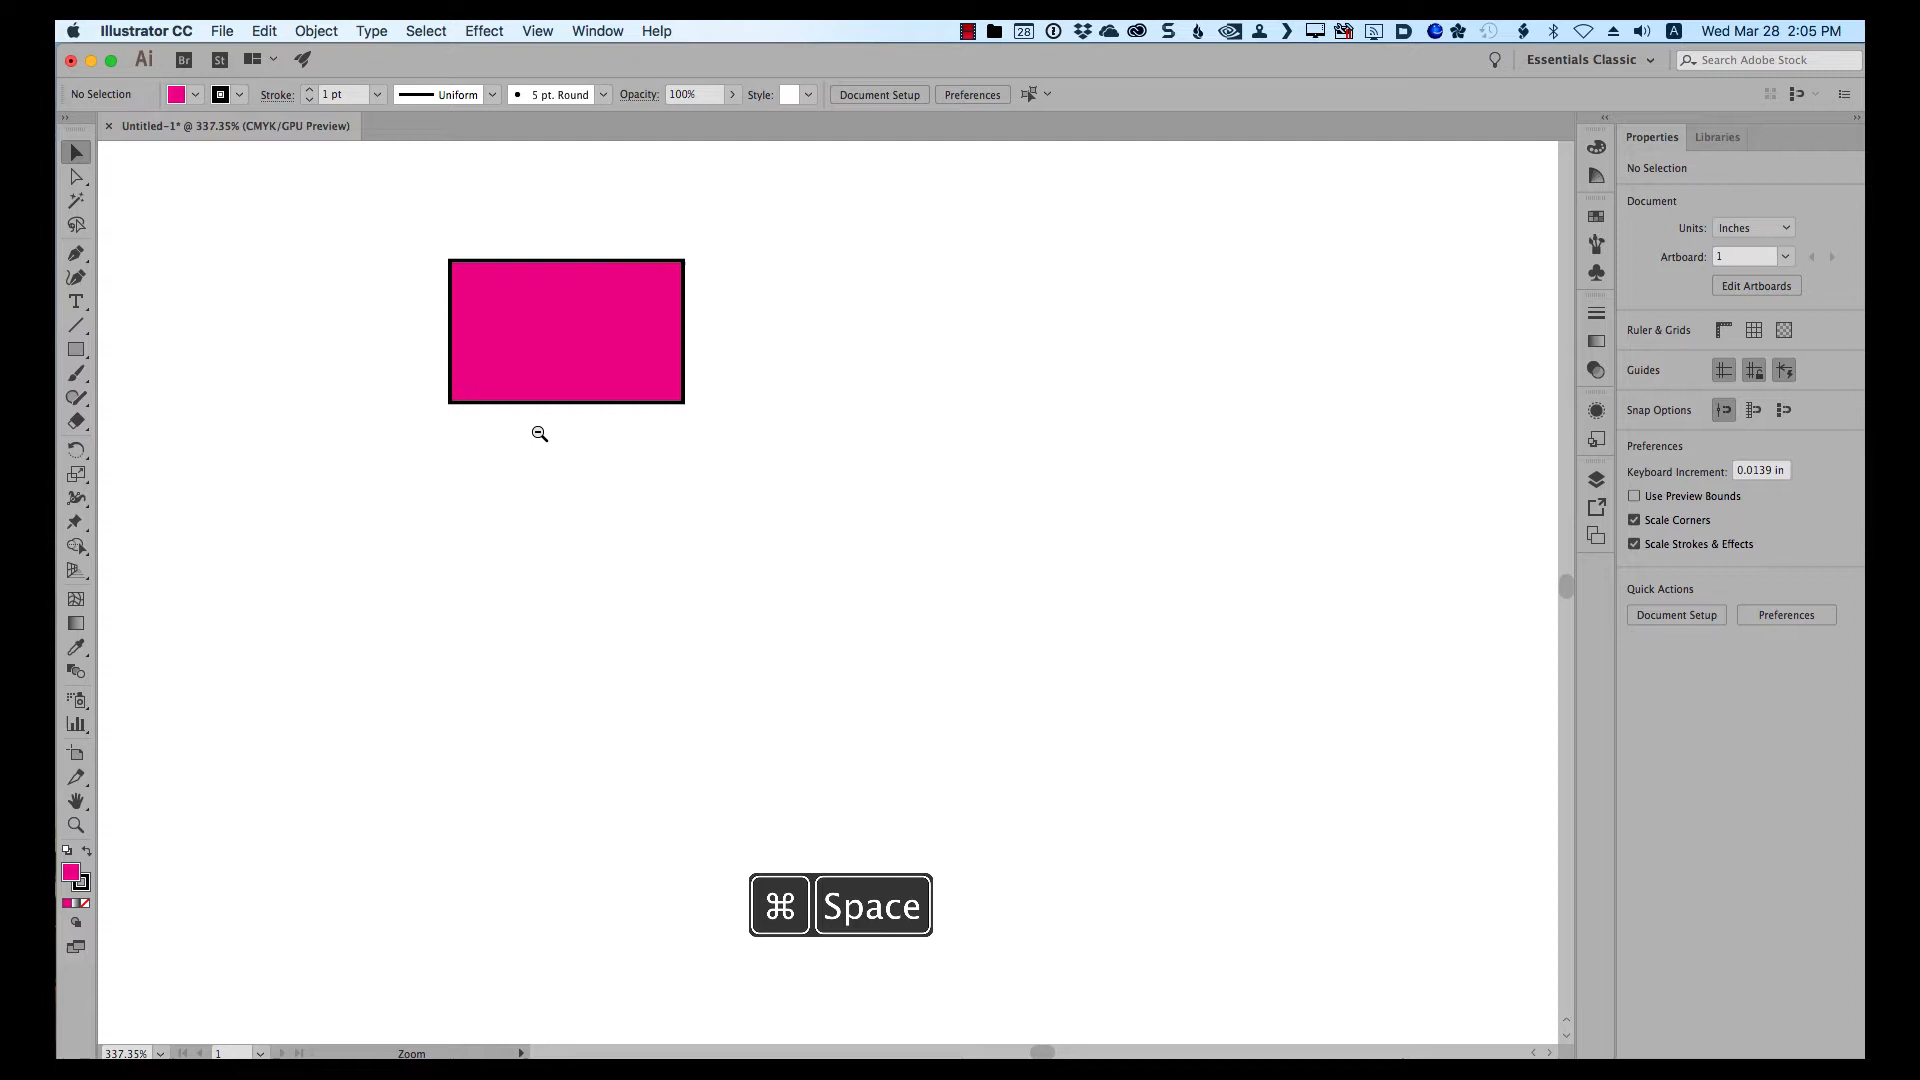 Illustrator CC File Edit Object Type Select Effect View Window Help 28 A Wed Mar 28 2:05 PM
Ai Br St Essentials Classic Search Adobe Stock
No Selection Stroke: 1 pt Uniform 5 pt. Round Opacity: 100% Style: Document Setup Preferences
Untitled-1* @ 337.35% (CMYK/GPU Preview)
Properties Libraries
No Selection
Document
Units: Inches
Artboard: 1
Edit Artboards
Ruler & Grids
Guides
Snap Options
Preferences
Keyboard Increment: 0.0139 in
Use Preview Bounds
Scale Corners
Scale Strokes & Effects
Quick Actions
Document Setup Preferences
⌘ Space
337.35% 1 Zoom